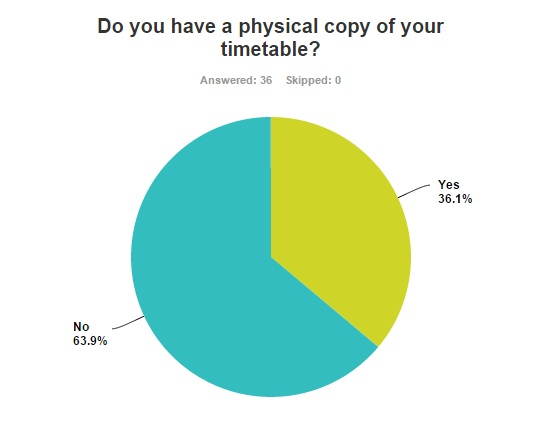 Do you have a physical copy of your
timetable?
Answered: 36 Skipped: 0
Yes
36.1%
No
63.9%